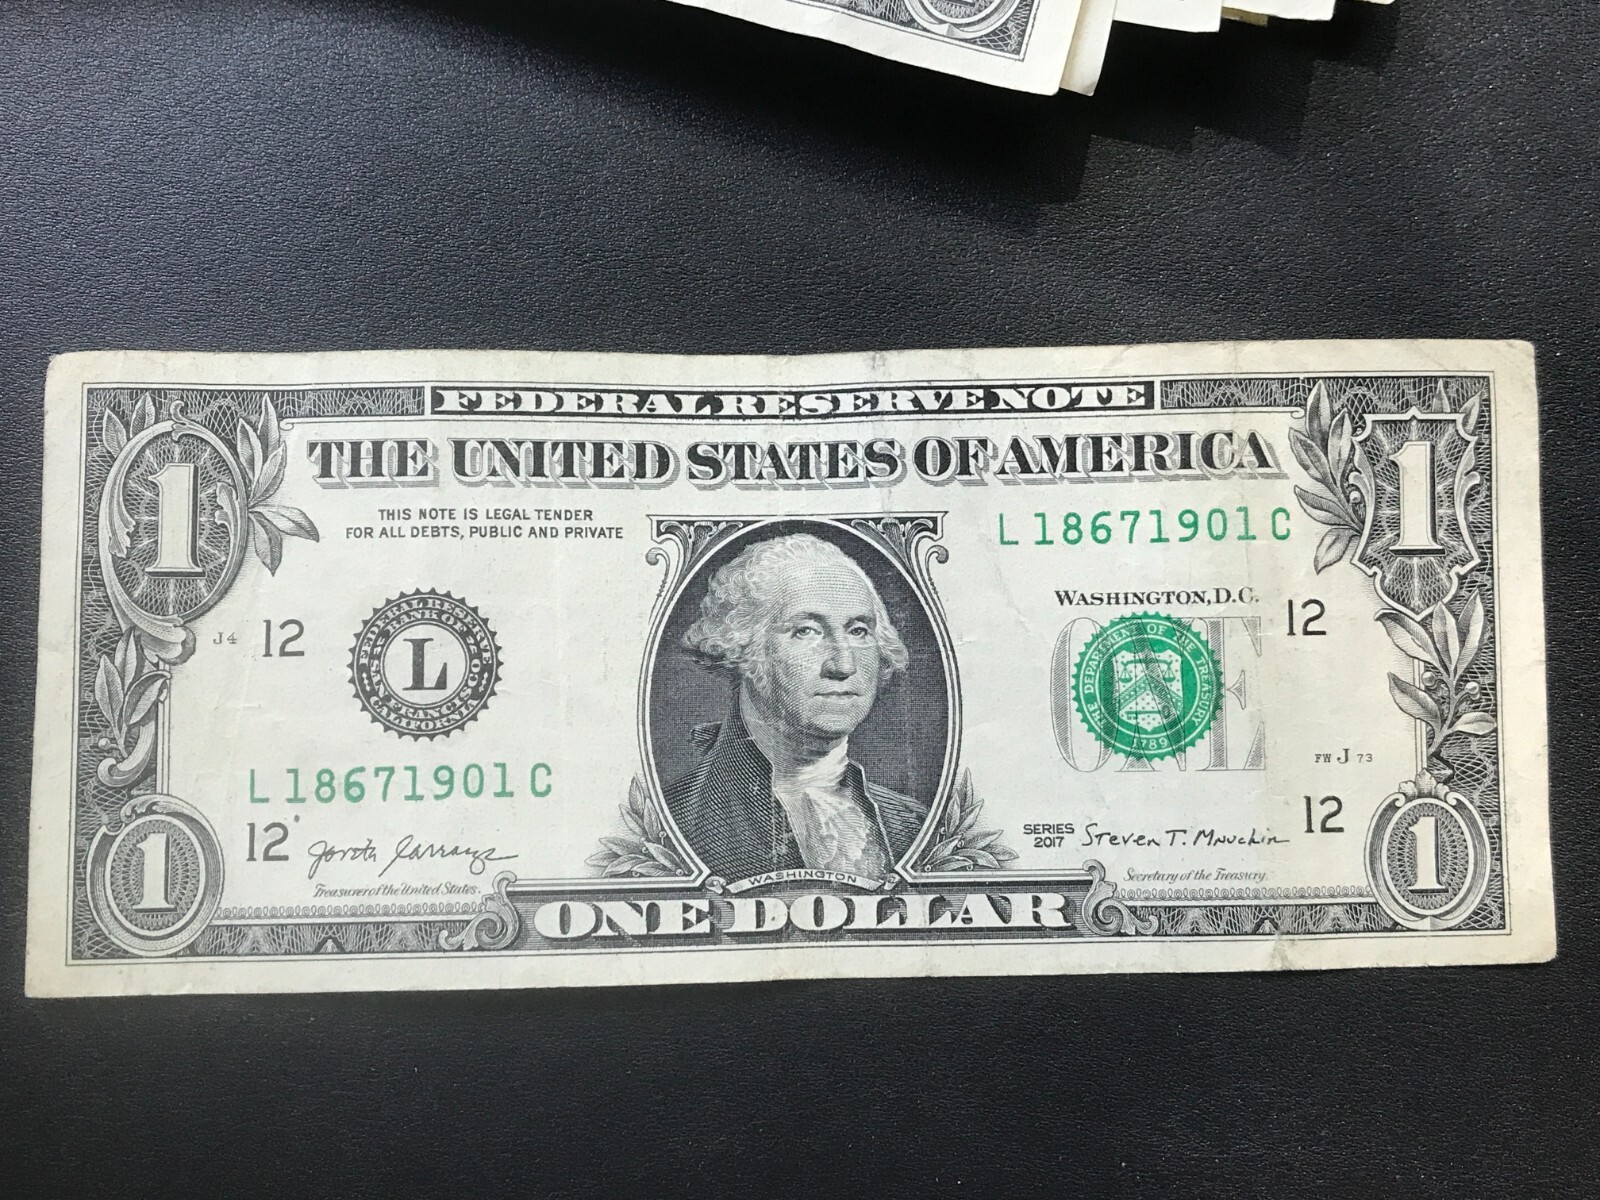 FEDERAL RESERVE NOTE
THE UNITED STATES OF AMERICA
1
1
THIS NOTE IS LEGAL TENDER
FOR ALL DEBTS, PUBLIC AND PRIVATE
L 18671901 C
WASHINGTON, D.C.
J4
12
12
FEDERAL RESERVE BANK OF SAN FRANCISCO CALIFORNIA
L
ONE
THE DEPARTMENT OF THE TREASURY
1789
FW J 73
L 18671901 C
12
12
SERIES
2017
Steven T. Mnuchin
Treasurer of the United States.
Secretary of the Treasury.
WASHINGTON
1
1
ONE DOLLAR